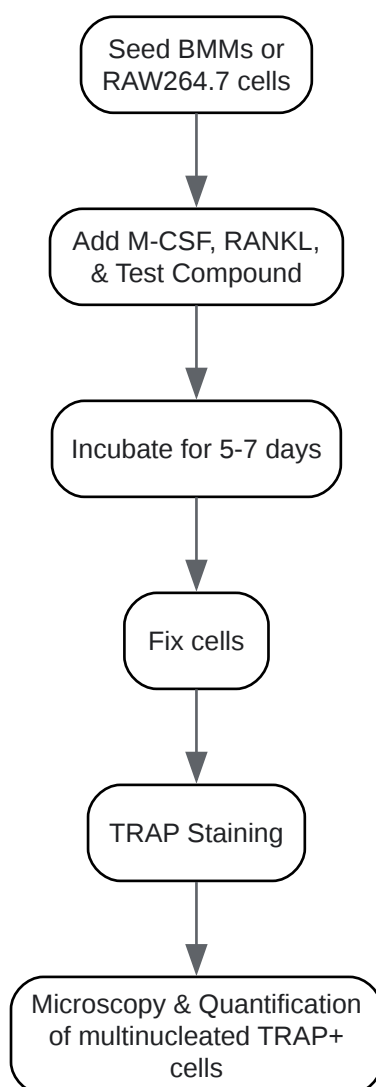 Seed BMMs or
RAW264.7 cells
Add M-CSF, RANKL,
& Test Compound
Incubate for 5-7 days
Fix cells
TRAP Staining
Microscopy & Quantification
of multinucleated TRAP+
cells